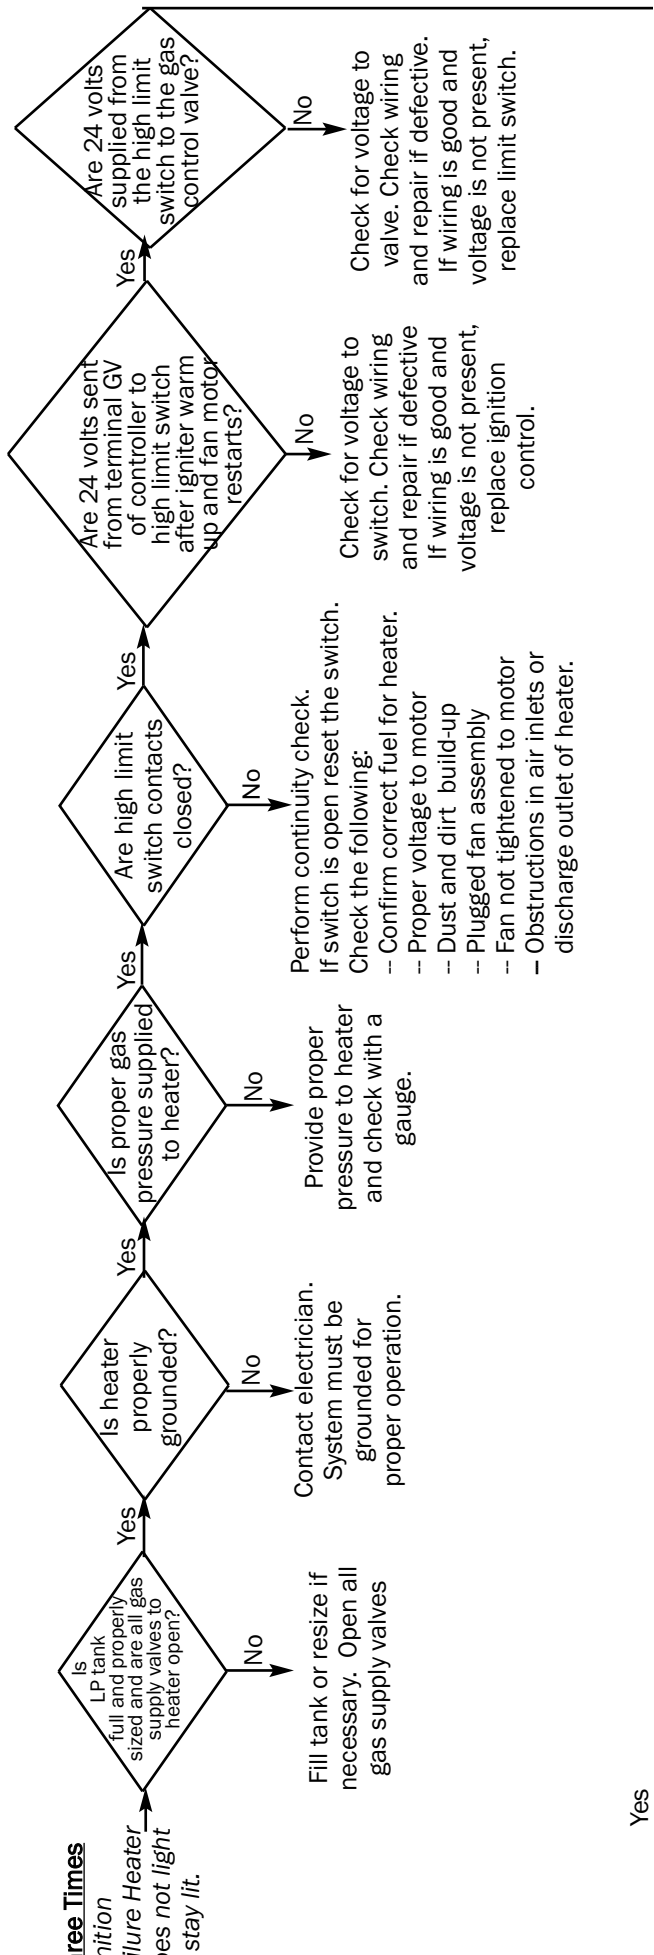 ree Times
nition
ilure Heater
es not light
stay lit.
Is
LP tank
full and properly
sized and are all gas
supply valves to
heater open?
Yes
No
Fill tank or resize if
necessary.  Open all
gas supply valves
Is heater
properly
grounded?
Yes
No
Contact electrician.
System must be
grounded for
proper operation.
Is proper gas
pressure supplied
to heater?
Yes
No
Provide proper
pressure to heater
and check with a
gauge.
Are high limit
switch contacts
closed?
Yes
No
Perform continuity check.
If switch is open reset the switch.
Check the following:
-- Confirm correct fuel for heater.
-- Proper voltage to motor
-- Dust and dirt  build-up
-- Plugged fan assembly
-- Fan not tightened to motor
– Obstructions in air inlets or
discharge outlet of heater.
Are 24 volts sent
from terminal GV
of controller to
high limit switch
after igniter warm
up and fan motor
restarts?
Yes
No
Check for voltage to
switch. Check wiring
and repair if defective
If wiring is good and
voltage is not present,
replace ignition
control.
Are 24 volts
supplied from
the high limit
switch to the gas
control valve?
No
Check for voltage to
valve. Check wiring
and repair if defective.
If wiring is good and
voltage is not present,
replace limit switch.
Yes